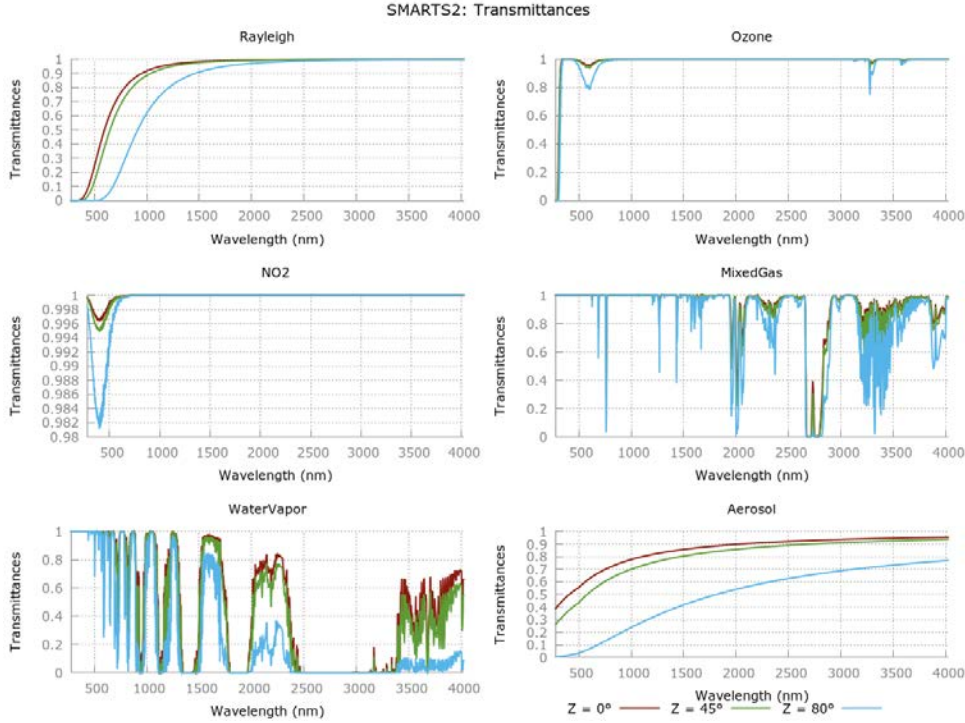 SMARTS2: Transmittances
Rayleigh
Transmittances
1
0.9
0.8
0.7
0.6
0.5
0.4
0.3
0.2
0.1
0
500 1000 1500 2000 2500 3000 3500 4000
Wavelength (nm)
Ozone
Transmittances
1
0.8
0.6
0.4
0.2
0
500 1000 1500 2000 2500 3000 3500 4000
Wavelength (nm)
NO2
Transmittances
1
0.998
0.996
0.994
0.992
0.99
0.988
0.986
0.984
0.982
0.98
500 1000 1500 2000 2500 3000 3500 4000
Wavelength (nm)
MixedGas
Transmittances
1
0.8
0.6
0.4
0.2
0
500 1000 1500 2000 2500 3000 3500 4000
Wavelength (nm)
WaterVapor
Transmittances
1
0.8
0.6
0.4
0.2
0
500 1000 1500 2000 2500 3000 3500 4000
Wavelength (nm)
Aerosol
Transmittances
1
0.9
0.8
0.7
0.6
0.5
0.4
0.3
0.2
0.1
0
500 1000 1500 2000 2500 3000 3500 4000
Wavelength (nm)
Z = 0º Z = 45º Z = 80º